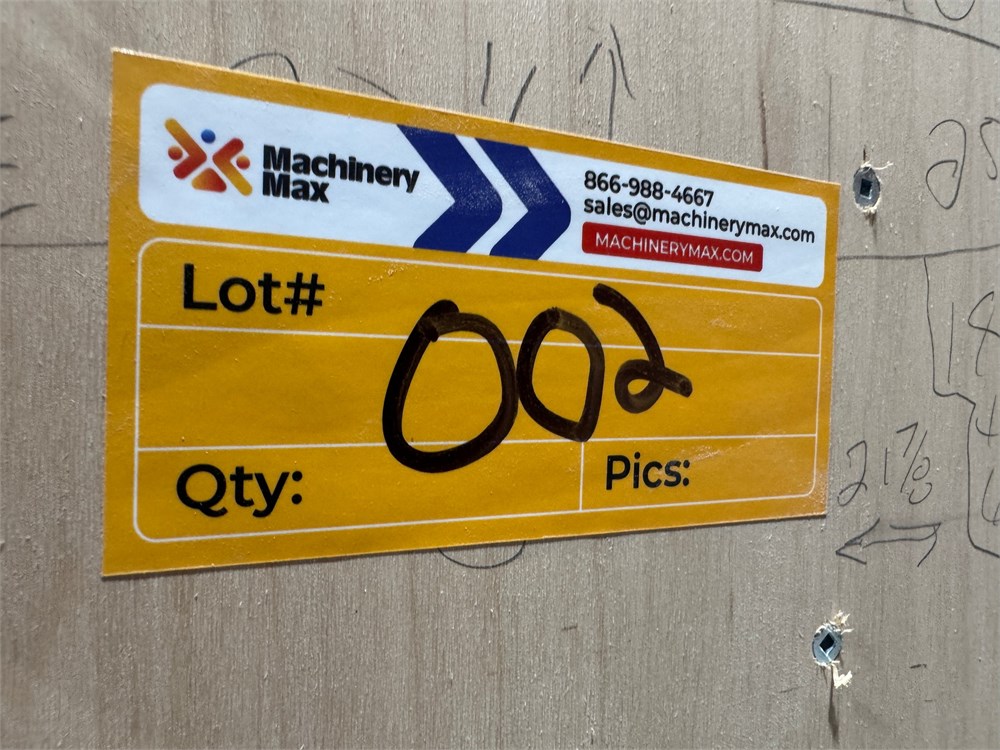 Machinery
Max
866-988-4667
sales@machinerymax.com
MACHINERYMAX.COM
Lot#
002
Qty:
Pics:
21 7/8